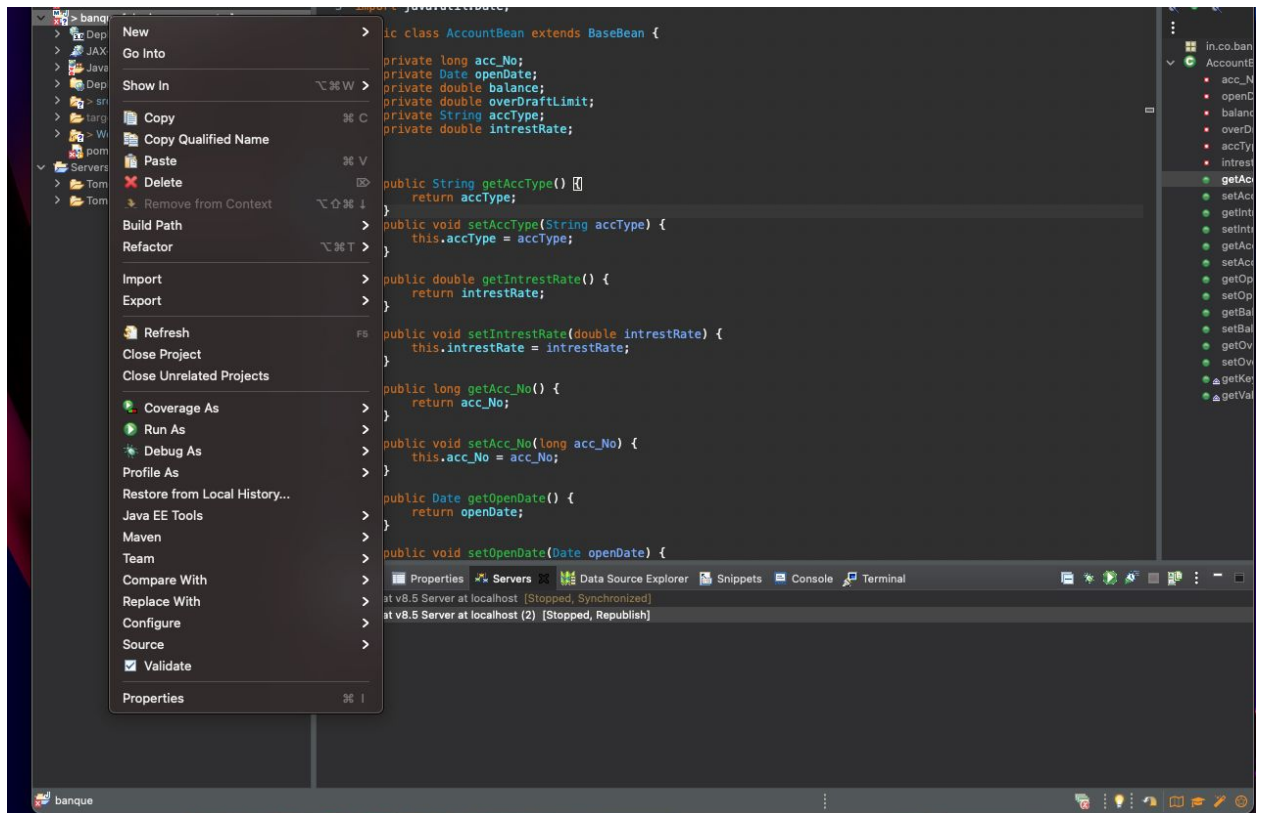 import java.util.Date;
> banqu
ic class AccountBean extends BaseBean {
> Dep
> JAX
> Java
> Dep
> > src
> targ
> > We
pom
Servers
> Tom
> Tom
New
Go Into
Show In ⌥⌘W
Copy ⌘C
Copy Qualified Name
Paste ⌘V
Delete ⌦
Remove from Context ⌥⇧⌘↓
Build Path
Refactor ⌥⌘T
Import
Export
Refresh F5
Close Project
Close Unrelated Projects
Coverage As
Run As
Debug As
Profile As
Restore from Local History...
Java EE Tools
Maven
Team
Compare With
Replace With
Configure
Source
Validate
Properties ⌘I
private long acc_No;
private Date openDate;
private double balance;
private double overDraftLimit;
private String accType;
private double intrestRate;
public String getAccType() {
return accType;
}
public void setAccType(String accType) {
this.accType = accType;
}
public double getIntrestRate() {
return intrestRate;
}
public void setIntrestRate(double intrestRate) {
this.intrestRate = intrestRate;
}
public long getAcc_No() {
return acc_No;
}
public void setAcc_No(long acc_No) {
this.acc_No = acc_No;
}
public Date getOpenDate() {
return openDate;
}
public void setOpenDate(Date openDate) {
in.co.ban
AccountB
acc_N
openD
balanc
overD
accTy
intrest
getAc
setAcc
getInt
setInt
getAc
setAcc
getOp
setOp
getBal
setBal
getOv
setOv
getKey
getVal
Properties Servers Data Source Explorer Snippets Console Terminal
at v8.5 Server at localhost [Stopped, Synchronized]
at v8.5 Server at localhost (2) [Stopped, Republish]
banque